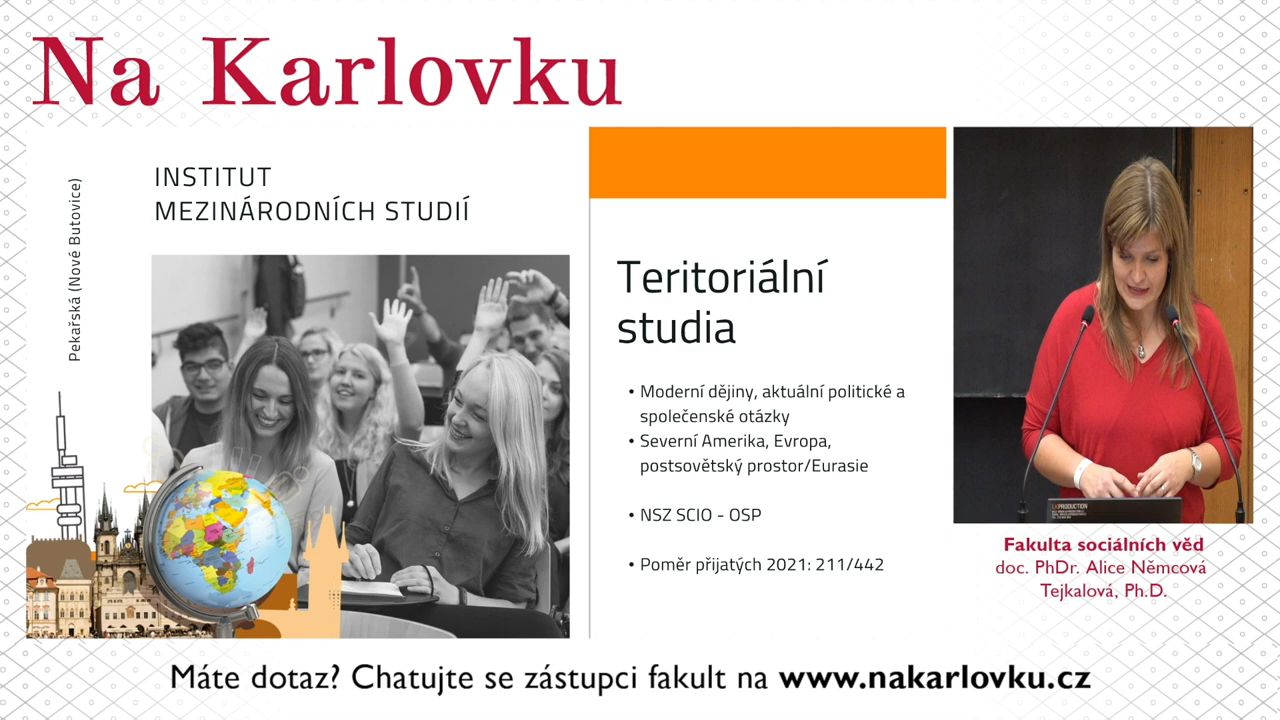 Na Karlovku
Pekařská (Nové Butovice)
INSTITUT
MEZINÁRODNÍCH STUDIÍ
Teritoriální
studia
• Moderní dějiny, aktuální politické a
společenské otázky
• Severní Amerika, Evropa,
postsovětský prostor/Eurasie
• NSZ SCIO - OSP
• Poměr přijatých 2021: 211/442
PRODUCTION
Fakulta sociálních věd
doc. PhDr. Alice Němcová
Tejkalová, Ph.D.
Máte dotaz? Chatujte se zástupci fakult na www.nakarlovku.cz